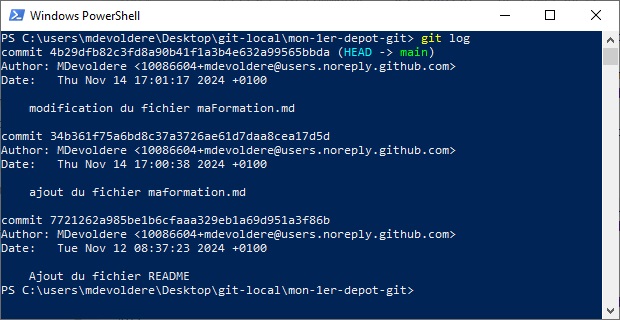 Windows PowerShell
PS C:\users\mdevoldere\Desktop\git-local\mon-1er-depot-git> git log
commit 4b29dfb82c3fd8a90b41f1a3b4e632a99565bbda (HEAD -> main)
Author: MDevoldere <10086604+mdevoldere@users.noreply.github.com>
Date:   Thu Nov 14 17:01:17 2024 +0100
modification du fichier maFormation.md
commit 34b361f75a6bd8c37a3726ae61d7daa8cea17d5d
Author: MDevoldere <10086604+mdevoldere@users.noreply.github.com>
Date:   Thu Nov 14 17:00:38 2024 +0100
ajout du fichier maformation.md
commit 7721262a985be1b6cfaaa329eb1a69d951a3f86b
Author: MDevoldere <10086604+mdevoldere@users.noreply.github.com>
Date:   Tue Nov 12 08:37:23 2024 +0100
Ajout du fichier README
PS C:\users\mdevoldere\Desktop\git-local\mon-1er-depot-git>